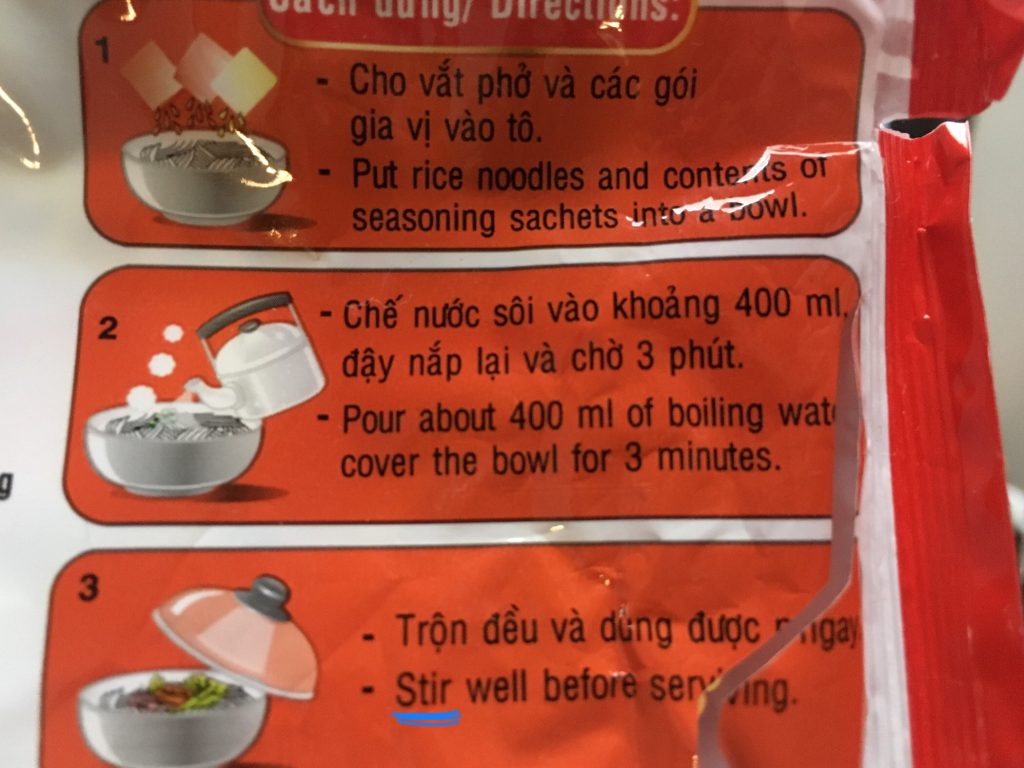 Cách dùng/ Directions:
1
- Cho vắt phở và các gói
gia vị vào tô.
- Put rice noodles and contents of
seasoning sachets into a bowl.
2
- Chế nước sôi vào khoảng 400 ml,
đậy nắp lại và chờ 3 phút.
- Pour about 400 ml of boiling
cover the bowl for 3 minutes.
3
- Trộn đều và dùng được ngay
- Stir well before serving.
g